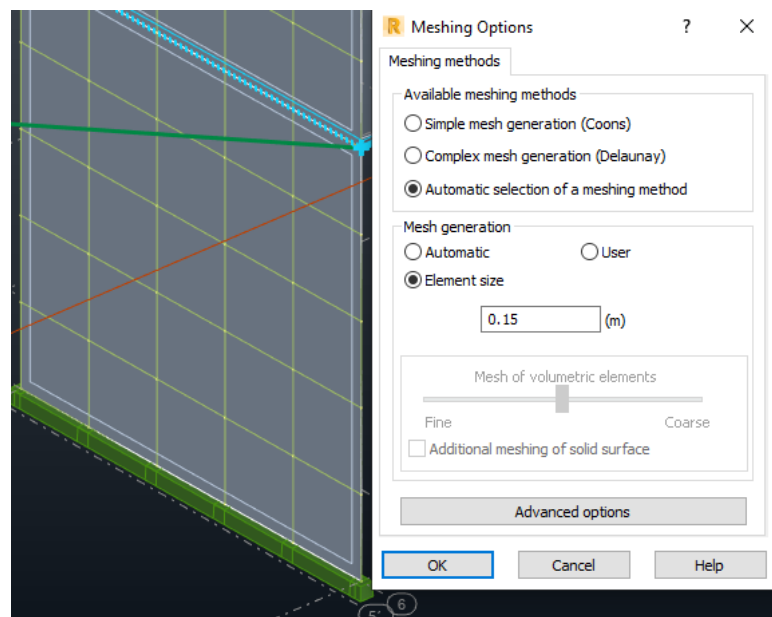 R Meshing Options ? X
Meshing methods
Available meshing methods
Simple mesh generation (Coons)
Complex mesh generation (Delaunay)
Automatic selection of a meshing method
Mesh generation
Automatic User
Element size
0.15 (m)
Mesh of volumetric elements
Fine Coarse
Additional meshing of solid surface
Advanced options
OK Cancel Help
6
5'